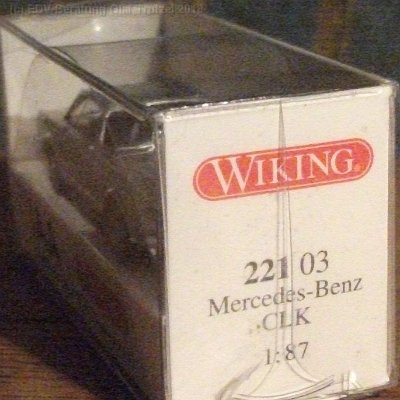 WIKING
221 03
Mercedes-Benz
CLK
1:87